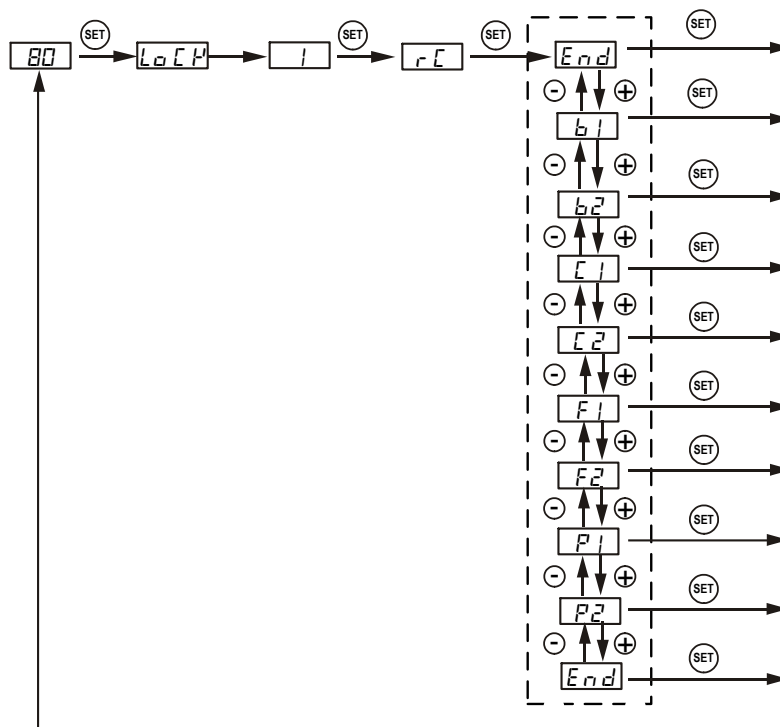 SET SET SET SET
80 LoCK 1 rC End
- +
SET
b1
- +
SET
b2
- +
SET
C1
- +
SET
C2
- +
SET
F1
- +
SET
F2
- +
SET
P1
- +
SET
P2
- +
SET
End